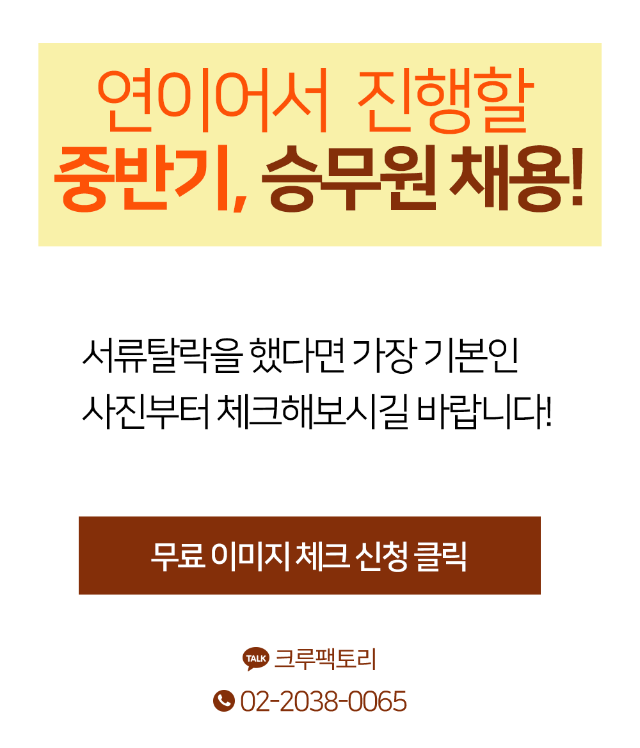 연이어서 진행할
중반기, 승무원 채용!
서류탈락을 했다면 가장 기본인
사진부터 체크해보시길 바랍니다!
무료 이미지 체크 신청 클릭
TALK 크루팩토리
02-2038-0065